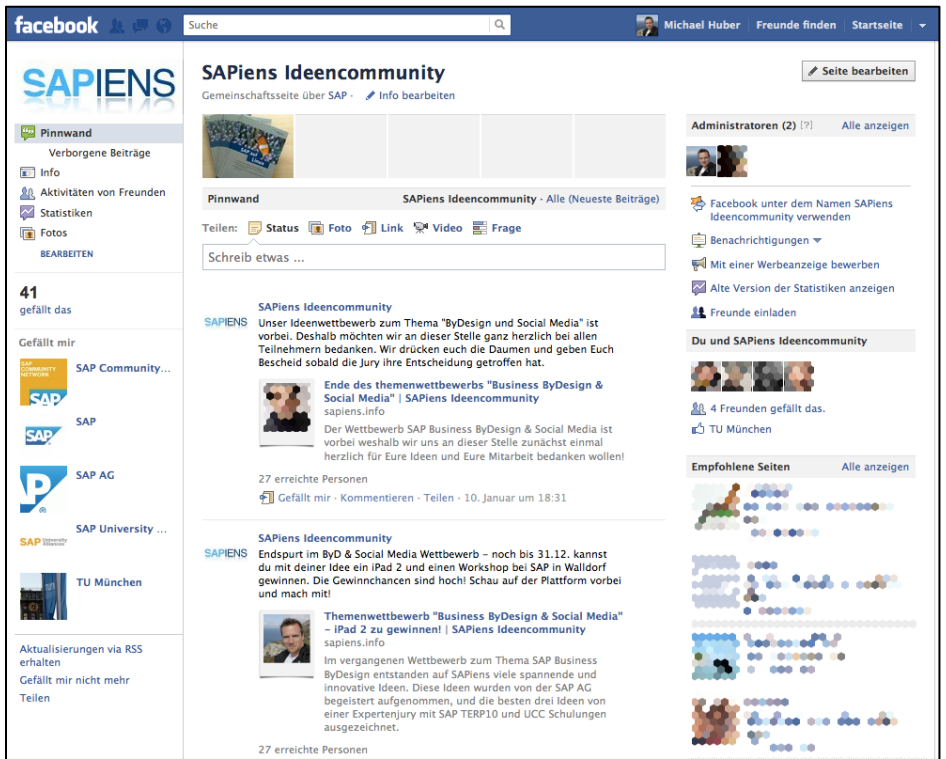 facebook
Suche
Michael Huber
Freunde finden
Startseite
SAPIENS
Pinnwand
Verborgene Beiträge
Info
Aktivitäten von Freunden
Statistiken
Fotos
BEARBEITEN
41
gefällt das
Gefällt mir
SAP COMMUNITY NETWORK
SAP
SAP Community...
SAP
SAP
SAP AG
SAP University Alliances
SAP University ...
TU München
Aktualisierungen via RSS
erhalten
Gefällt mir nicht mehr
Teilen
SAPiens Ideencommunity
Gemeinschaftsseite über SAP · Info bearbeiten
Seite bearbeiten
Pinnwand
SAPiens Ideencommunity · Alle (Neueste Beiträge)
Teilen: Status Foto Link Video Frage
Schreib etwas ...
SAPIENS
SAPiens Ideencommunity
Unser Ideenwettbewerb zum Thema "ByDesign und Social Media" ist
vorbei. Deshalb möchten wir an dieser Stelle ganz herzlich bei allen
Teilnehmern bedanken. Wir drücken euch die Daumen und geben Euch
Bescheid sobald die Jury ihre Entscheidung getroffen hat.
Ende des themenwettbewerbs "Business ByDesign &
Social Media" | SAPiens Ideencommunity
sapiens.info
Der Wettbewerb SAP Business ByDesign & Social Media ist
vorbei weshalb wir uns an dieser Stelle zunächst einmal
herzlich für Eure Ideen und Eure Mitarbeit bedanken wollen!
27 erreichte Personen
Gefällt mir · Kommentieren · Teilen · 10. Januar um 18:31
SAPIENS
SAPiens Ideencommunity
Endspurt im ByD & Social Media Wettbewerb – noch bis 31.12. kannst
du mit deiner Idee ein iPad 2 und einen Workshop bei SAP in Walldorf
gewinnen. Die Gewinnchancen sind hoch! Schau auf der Plattform vorbei
und mach mit!
Themenwettbewerb "Business ByDesign & Social Media"
– iPad 2 zu gewinnen! | SAPiens Ideencommunity
sapiens.info
Im vergangenen Wettbewerb zum Thema SAP Business
ByDesign entstanden auf SAPiens viele spannende und
innovative Ideen. Diese Ideen wurden von der SAP AG
begeistert aufgenommen, und die besten drei Ideen von
einer Expertenjury mit SAP TERP10 und UCC Schulungen
ausgezeichnet.
27 erreichte Personen
Administratoren (2) [?]
Alle anzeigen
Facebook unter dem Namen SAPiens
Ideencommunity verwenden
Benachrichtigungen
Mit einer Werbeanzeige bewerben
Alte Version der Statistiken anzeigen
Freunde einladen
Du und SAPiens Ideencommunity
4 Freunden gefällt das.
TU München
Empfohlene Seiten
Alle anzeigen